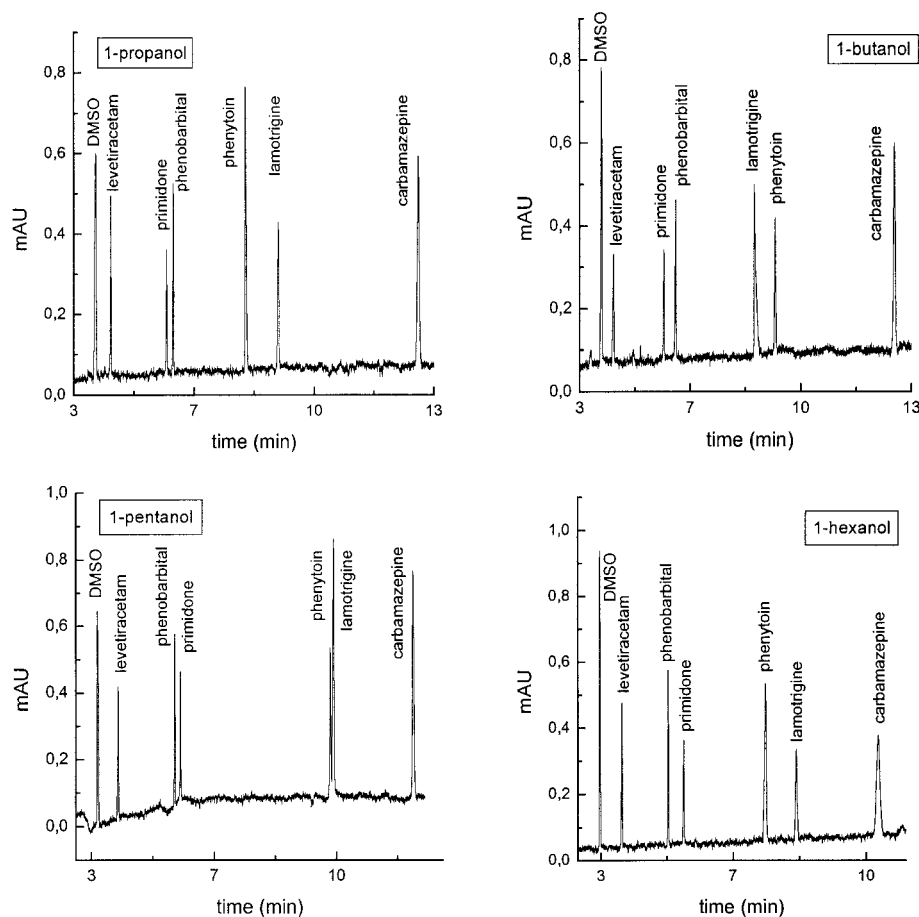 1-propanol
0,8
0,6
0,4
0,2
0,0
mAU
DMSO
levetiracetam
primidone
phenobarbital
phenytoin
lamotrigine
carbamazepine
3
7
10
13
time (min)
1-butanol
0,8
0,6
0,4
0,2
0,0
mAU
DMSO
levetiracetam
primidone
phenobarbital
lamotrigine
phenytoin
carbamazepine
3
7
10
13
time (min)
1-pentanol
1,0
0,8
0,6
0,4
0,2
0,0
mAU
DMSO
levetiracetam
phenobarbital
primidone
phenytoin
lamotrigine
carbamazepine
3
7
10
time (min)
1-hexanol
1,0
0,8
0,6
0,4
0,2
0,0
mAU
DMSO
levetiracetam
phenobarbital
primidone
phenytoin
lamotrigine
carbamazepine
3
7
10
time (min)